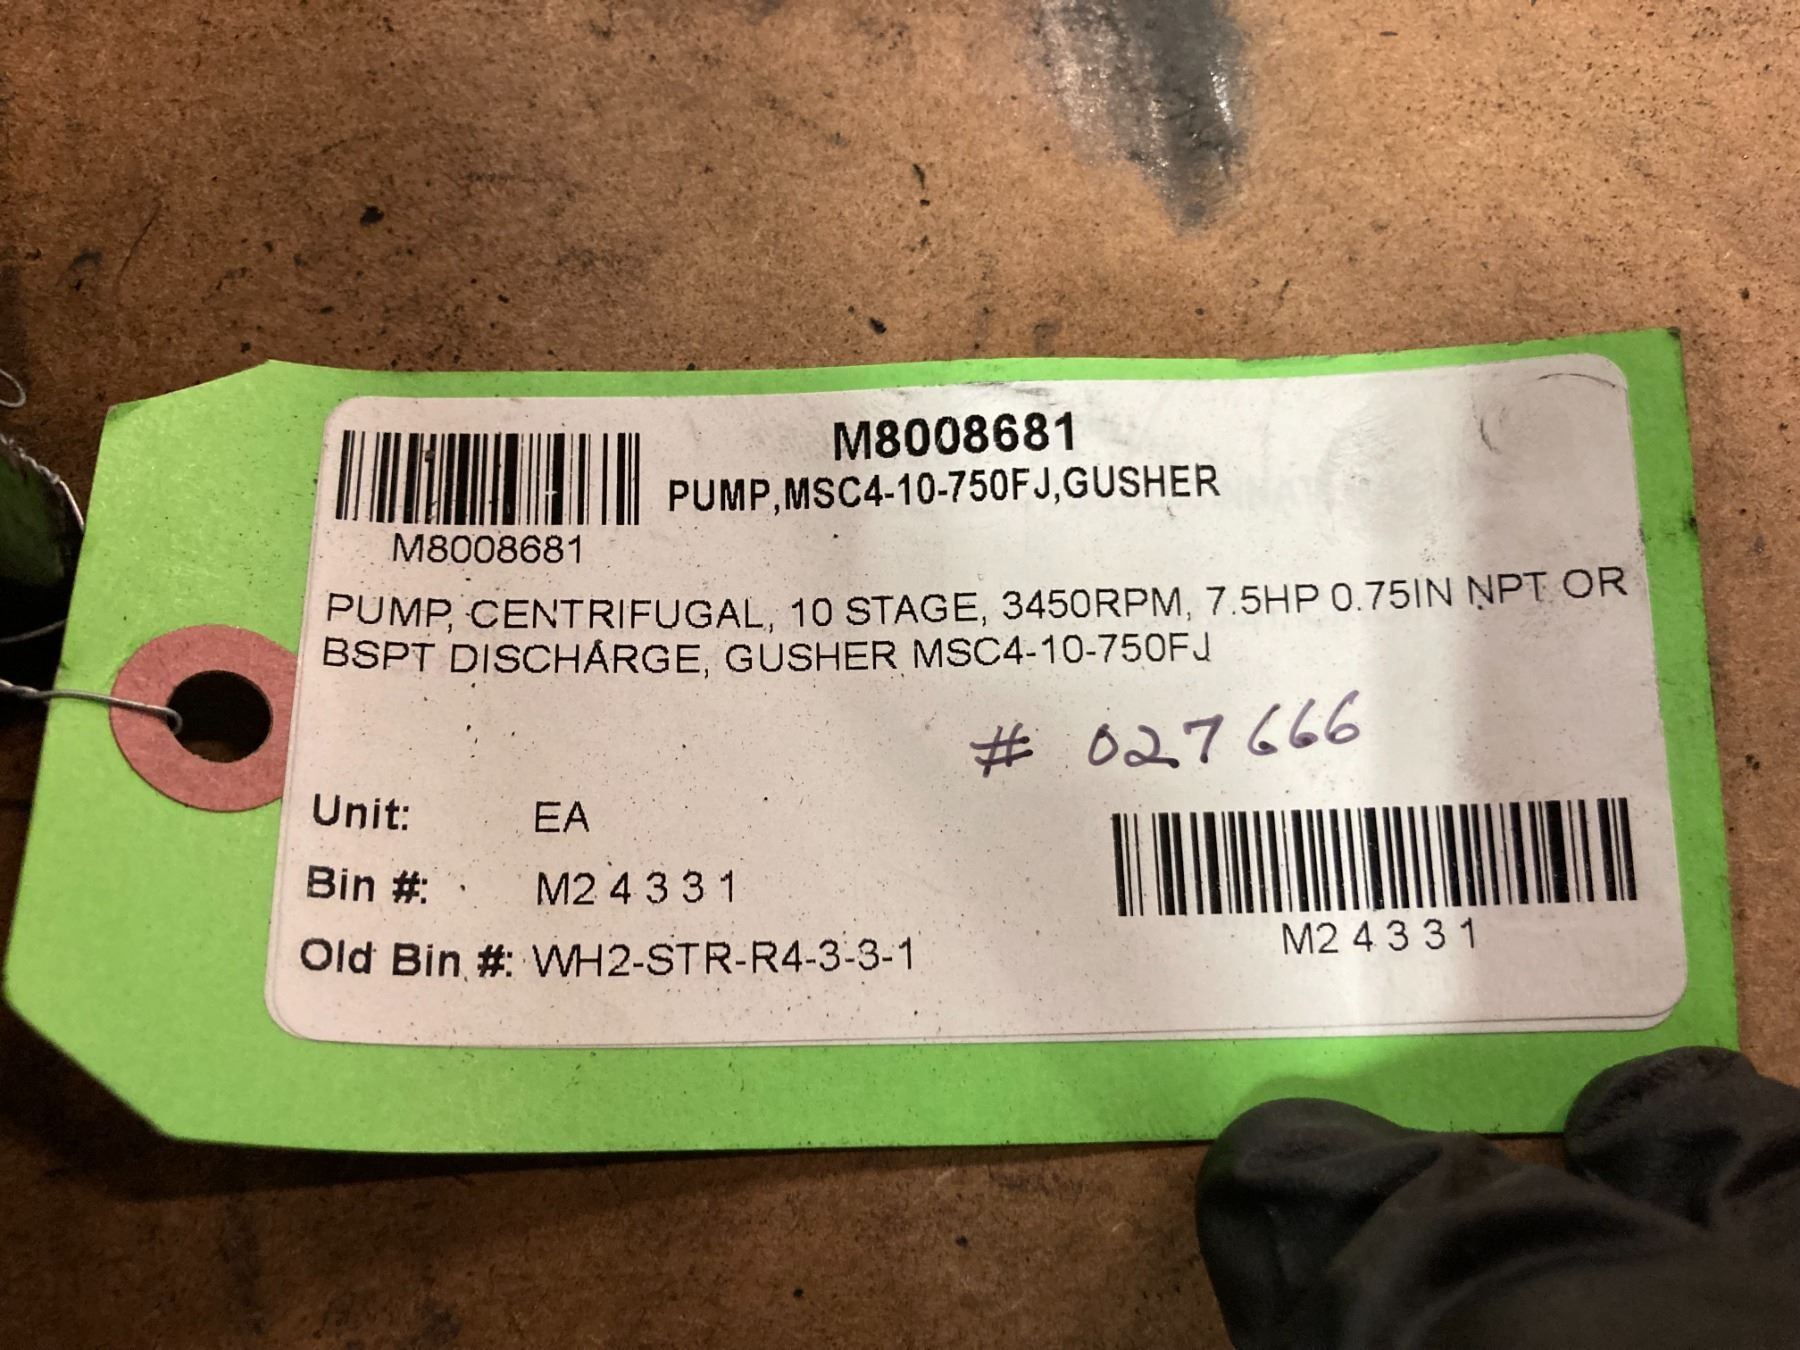 M8008681
PUMP,MSC4-10-750FJ,GUSHER
M8008681
PUMP, CENTRIFUGAL, 10 STAGE, 3450RPM, 7.5HP 0.75IN NPT OR
BSPT DISCHARGE, GUSHER MSC4-10-750FJ
# 027666
Unit: EA
Bin #: M2 4 3 3 1
Old Bin #: WH2-STR-R4-3-3-1
M2 4 3 3 1